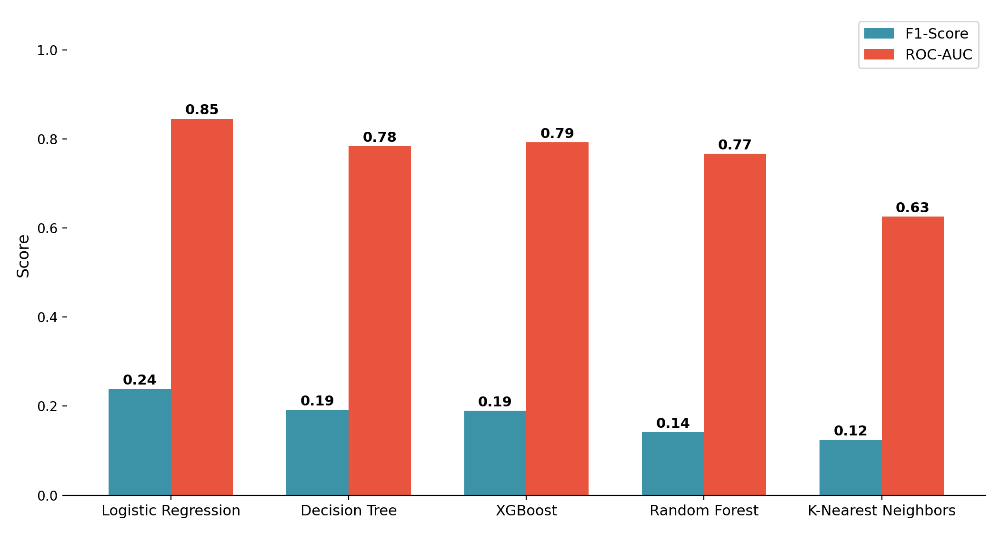 F1-Score
ROC-AUC
Score
1.0
0.8
0.6
0.4
0.2
0.0
0.24
0.85
0.19
0.78
0.19
0.79
0.14
0.77
0.12
0.63
Logistic Regression
Decision Tree
XGBoost
Random Forest
K-Nearest Neighbors